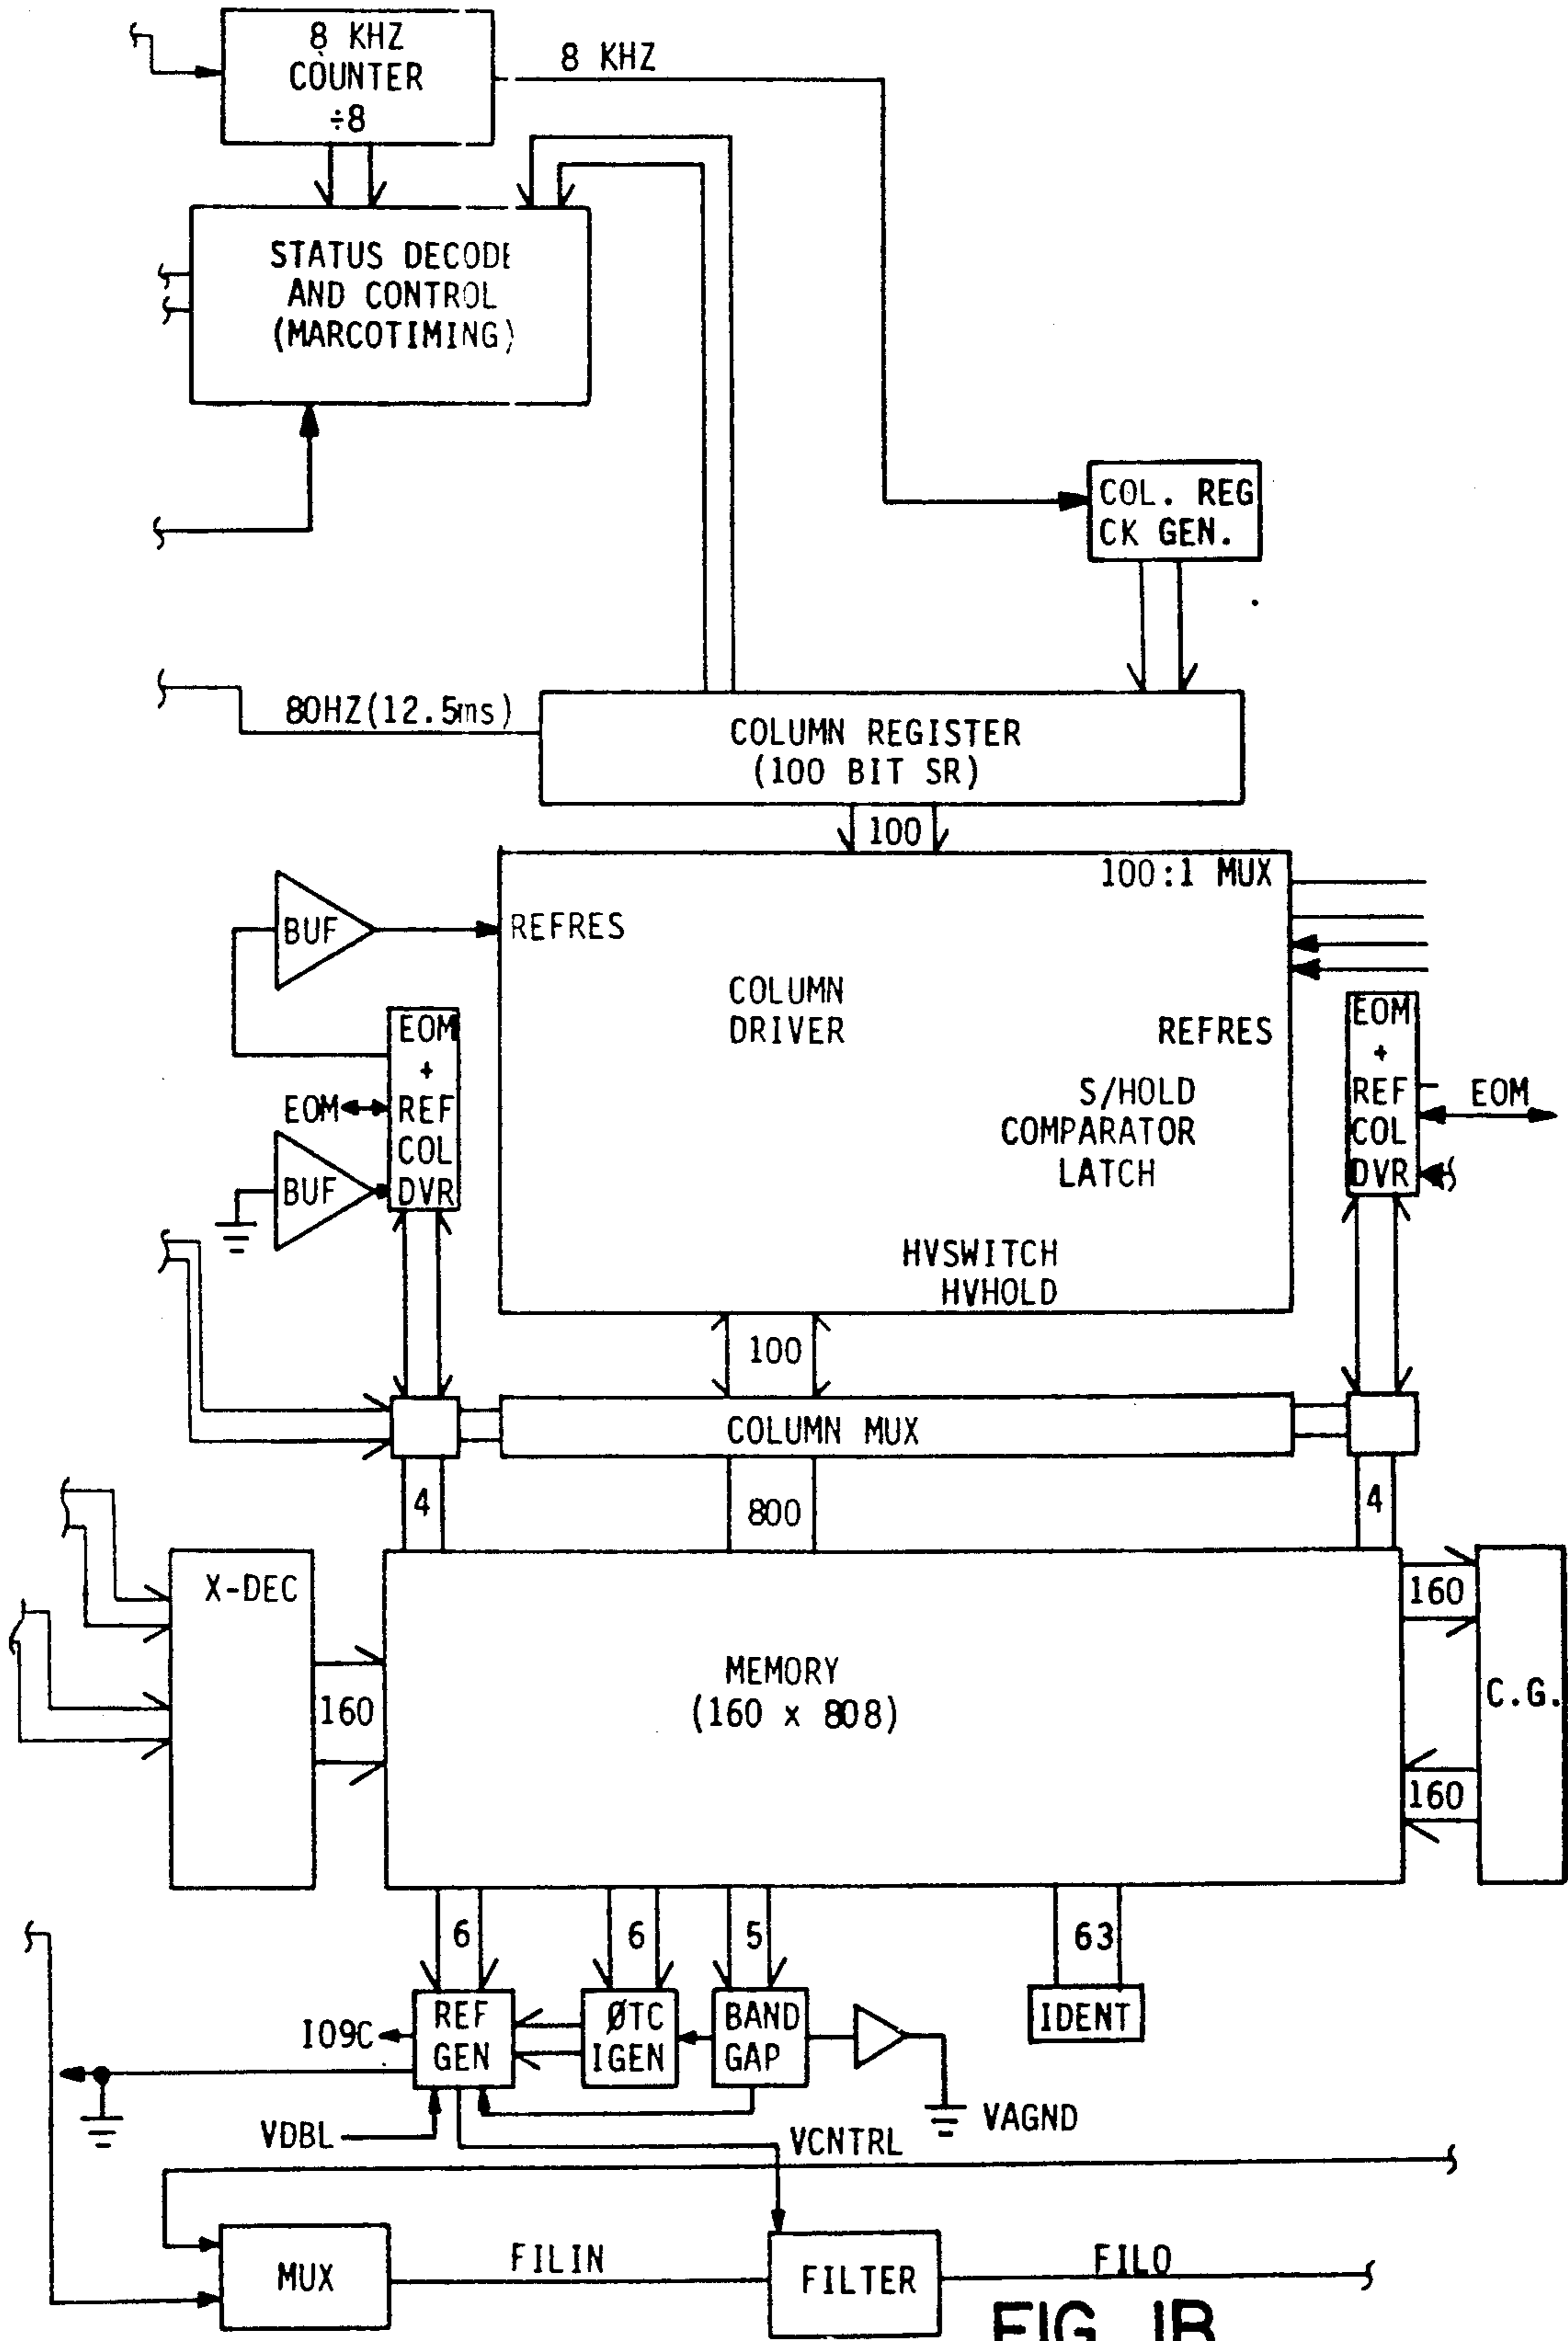 8 KHZ
COUNTER
÷8
8 KHZ
STATUS DECODE
AND CONTROL
(MARCOTIMING)
COL. REG
CK GEN.
80HZ(12.5ms)
COLUMN REGISTER
(100 BIT SR)
100
100:1 MUX
BUF
REFRES
COLUMN
DRIVER
REFRES
EOM
+
REF
COL
DVR
EOM
BUF
S/HOLD
COMPARATOR
LATCH
EOM
+
REF
COL
DVR
EOM
HVSWITCH
HVHOLD
100
COLUMN MUX
4
800
4
X-DEC
160
MEMORY
(160 x 808)
160
C.G.
160
6
6
5
63
REF
GEN
ØTC
IGEN
BAND
GAP
IDENT
IO9C
VDBL
VAGND
VCNTRL
MUX
FILIN
FILTER
FILO
FIG. 1B